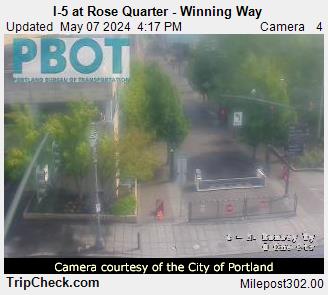 I-5 at Rose Quarter - Winning Way
Updated May 07 2024 4:17 PM Camera 4
PBOT
PORTLAND BUREAU OF TRANSPORTATION
Camera courtesy of the City of Portland
TripCheck.com Milepost302.00